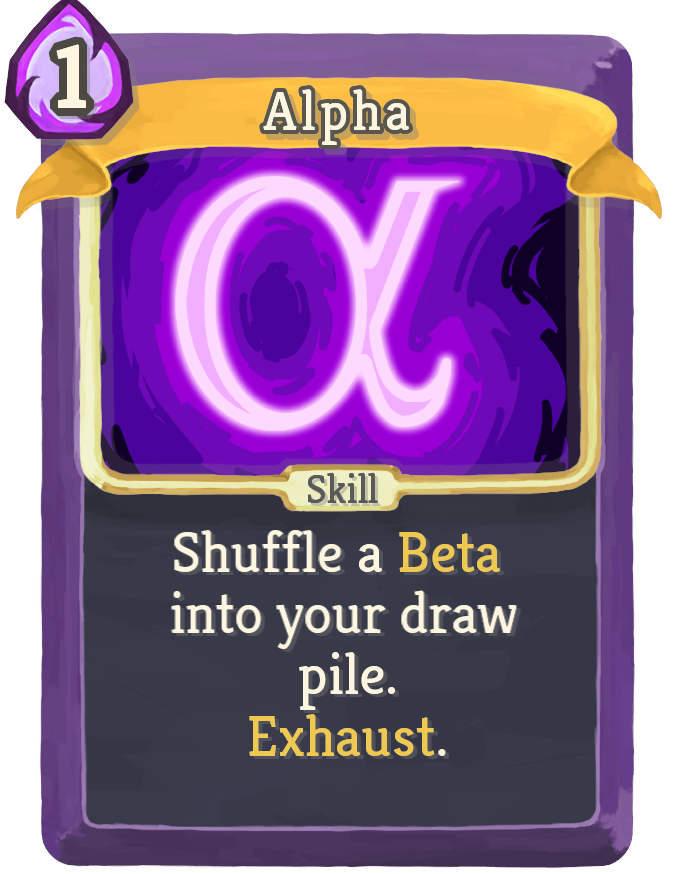 1
Alpha
α
Skill
Shuffle a Beta
into your draw
pile.
Exhaust.